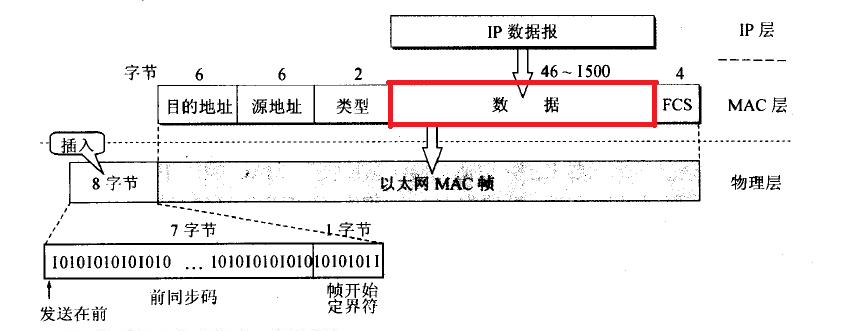 IP 数据报
IP 层
字节
6
6
2
46～1500
4
目的地址
源地址
类型
数 据
FCS
MAC 层
插入
8 字节
以太网 MAC 帧
物理层
7 字节
1 字节
10101010101010 … 10101010101010101011
前同步码
帧开始
定界符
发送在前